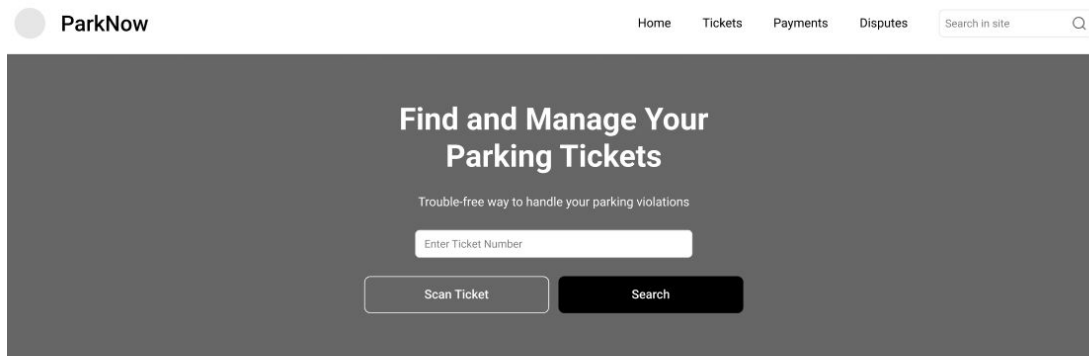 ParkNow
Home Tickets Payments Disputes Search in site
Find and Manage Your
Parking Tickets
Trouble-free way to handle your parking violations
Enter Ticket Number
Scan Ticket Search